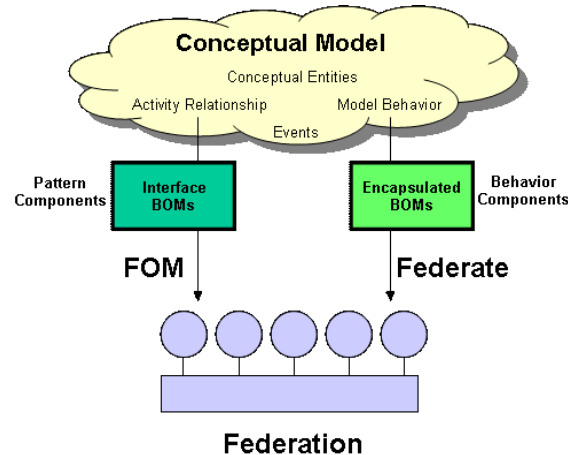 Conceptual Model
Conceptual Entities
Activity Relationship
Model Behavior
Events
Pattern
Components
Interface
BOMs
Encapsulated
BOMs
Behavior
Components
FOM
Federate
Federation